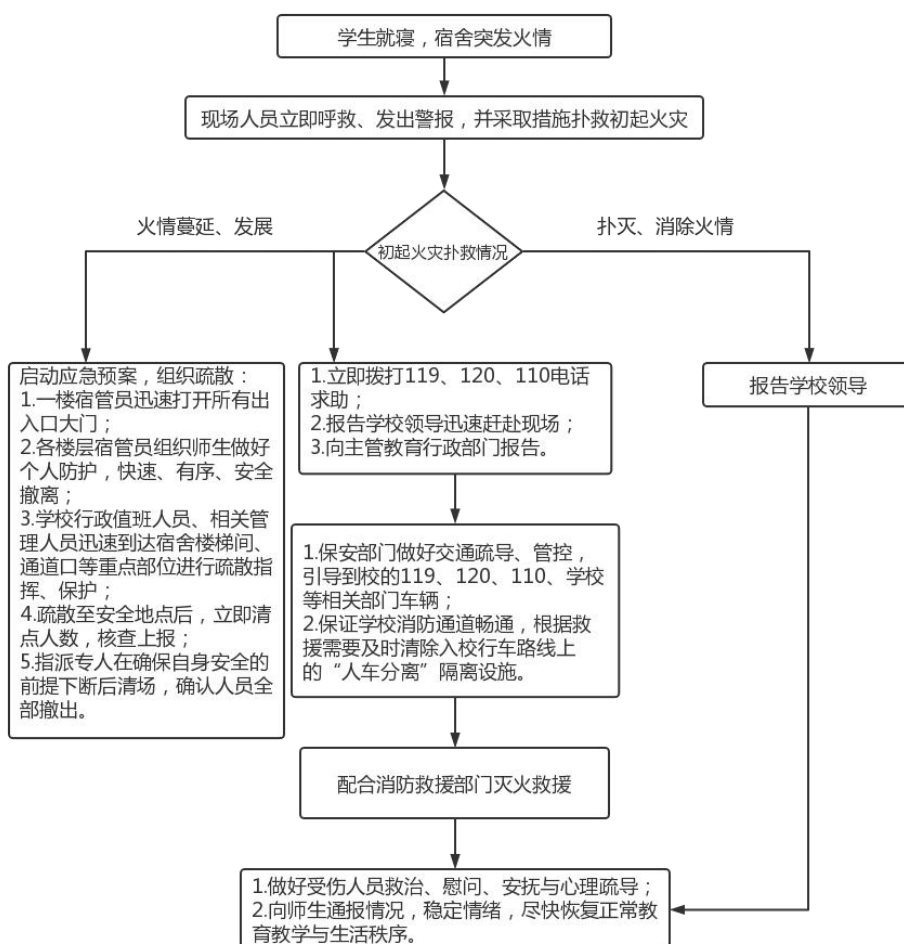 学生就寝，宿舍突发火情
现场人员立即呼救、发出警报，并采取措施扑救初起火灾
火情蔓延、发展
扑灭、消除火情
初起火灾扑救情况
启动应急预案，组织疏散：
1.一楼宿管员迅速打开所有出
入口大门；
2.各楼层宿管员组织师生做好
个人防护，快速、有序、安全
撤离；
3.学校行政值班人员、相关管
理人员迅速到达宿舍楼梯间、
通道口等重点部位进行疏散指
挥、保护；
4.疏散至安全地点后，立即清
点人数，核查上报；
5.指派专人在确保自身安全的
前提下断后清场，确认人员全
部撤出。
1.立即拨打119、120、110电话
求助；
2.报告学校领导迅速赶赴现场；
3.向主管教育行政部门报告。
报告学校领导
1.保安部门做好交通疏导、管控，
引导到校的119、120、110、学校
等相关部门车辆；
2.保证学校消防通道畅通，根据救
援需要及时清除入校行车路线上
的“人车分离”隔离设施。
配合消防救援部门灭火救援
1.做好受伤人员救治、慰问、安抚与心理疏导；
2.向师生通报情况，稳定情绪，尽快恢复正常教
育教学与生活秩序。